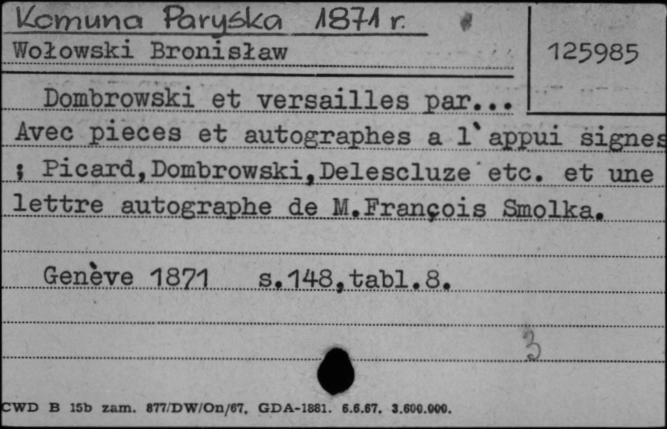 Komuna Paryska 1871 r.
Wołowski Bronisław
125985
Dombrowski et versailles par...
Avec pieces et autographes a l'appui signes
; Picard,Dombrowski,Delescluze etc. et une
lettre autographe de M.François Smolka.
Genève 1871 s.148,tabl.8.
3
CWD B 15b zam. 877/DW/On/67. GDA-1881. 6.6.67. 3.600.000.